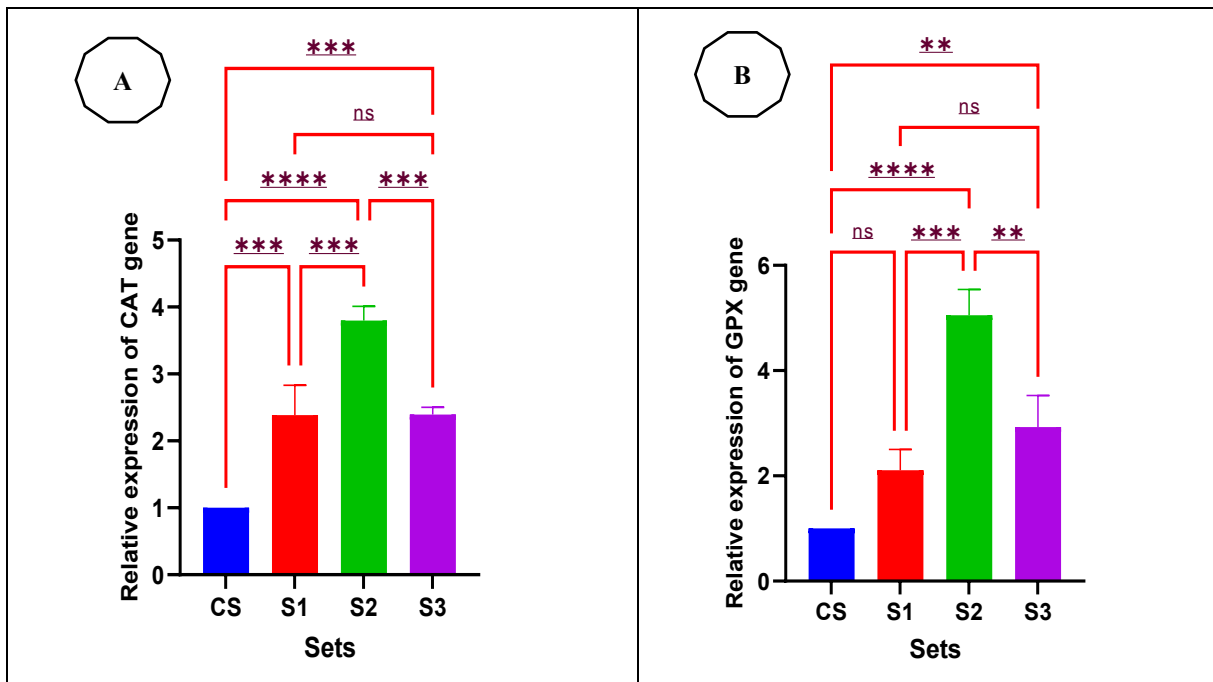 A
***
ns
**** ***
*** ***
Relative expression of CAT gene
5
4
3
2
1
0
CS S1 S2 S3
Sets
B
**
ns
****
ns *** **
Relative expression of GPX gene
6
4
2
0
CS S1 S2 S3
Sets